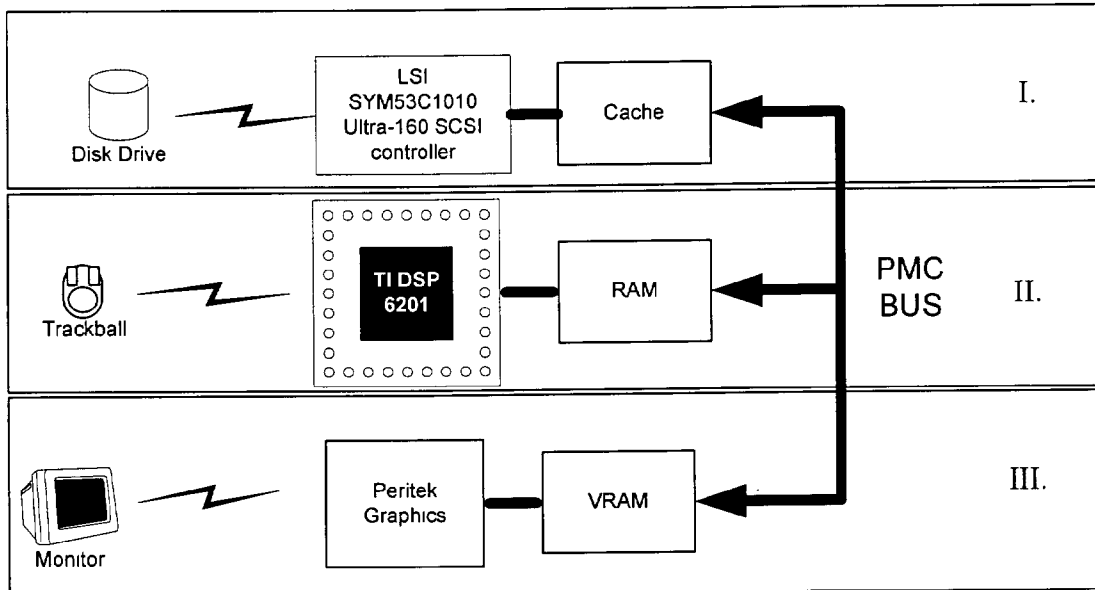 LSI
SYM53C1010
Ultra-160 SCSI
controller
Cache
I.
Disk Drive
TI DSP
6201
RAM
PMC
BUS
II.
Trackball
Peritek
Graphics
VRAM
III.
Monitor